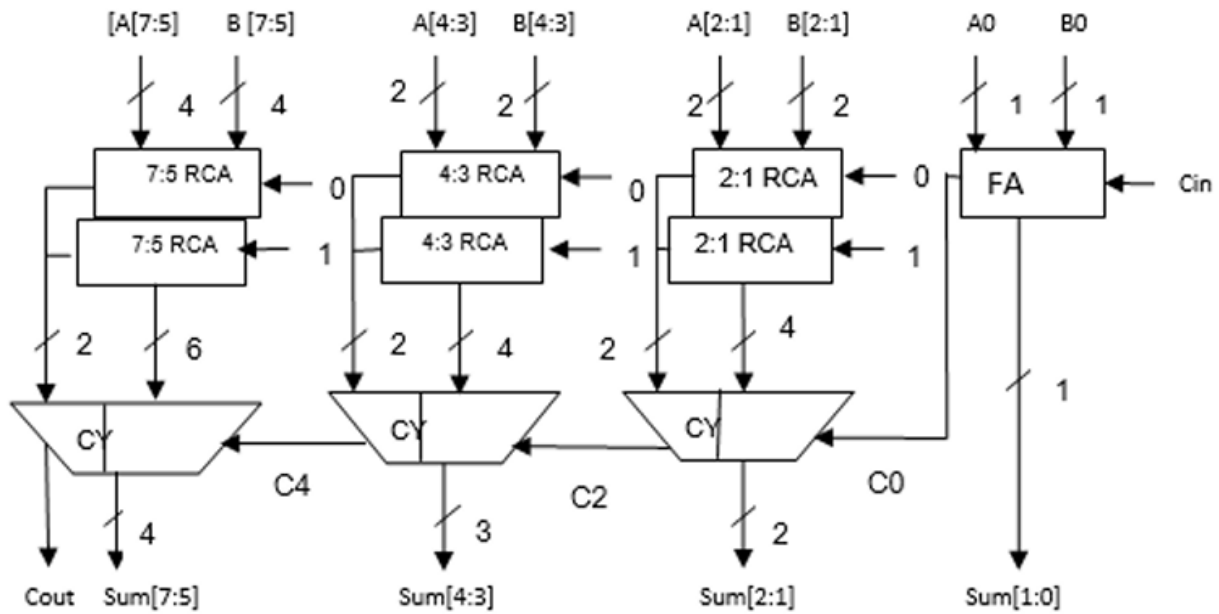 [A[7:5] B [7:5] A[4:3] B[4:3] A[2:1] B[2:1] A0 B0
4 4 2 2 2 2 1 1
7:5 RCA 0 4:3 RCA 0 2:1 RCA 0 FA Cin
7:5 RCA 1 4:3 RCA 1 2:1 RCA 1
2 6 2 4 2 4 1
CY CY CY
C4 C2 C0
4 3 2
Cout Sum[7:5] Sum[4:3] Sum[2:1] Sum[1:0]